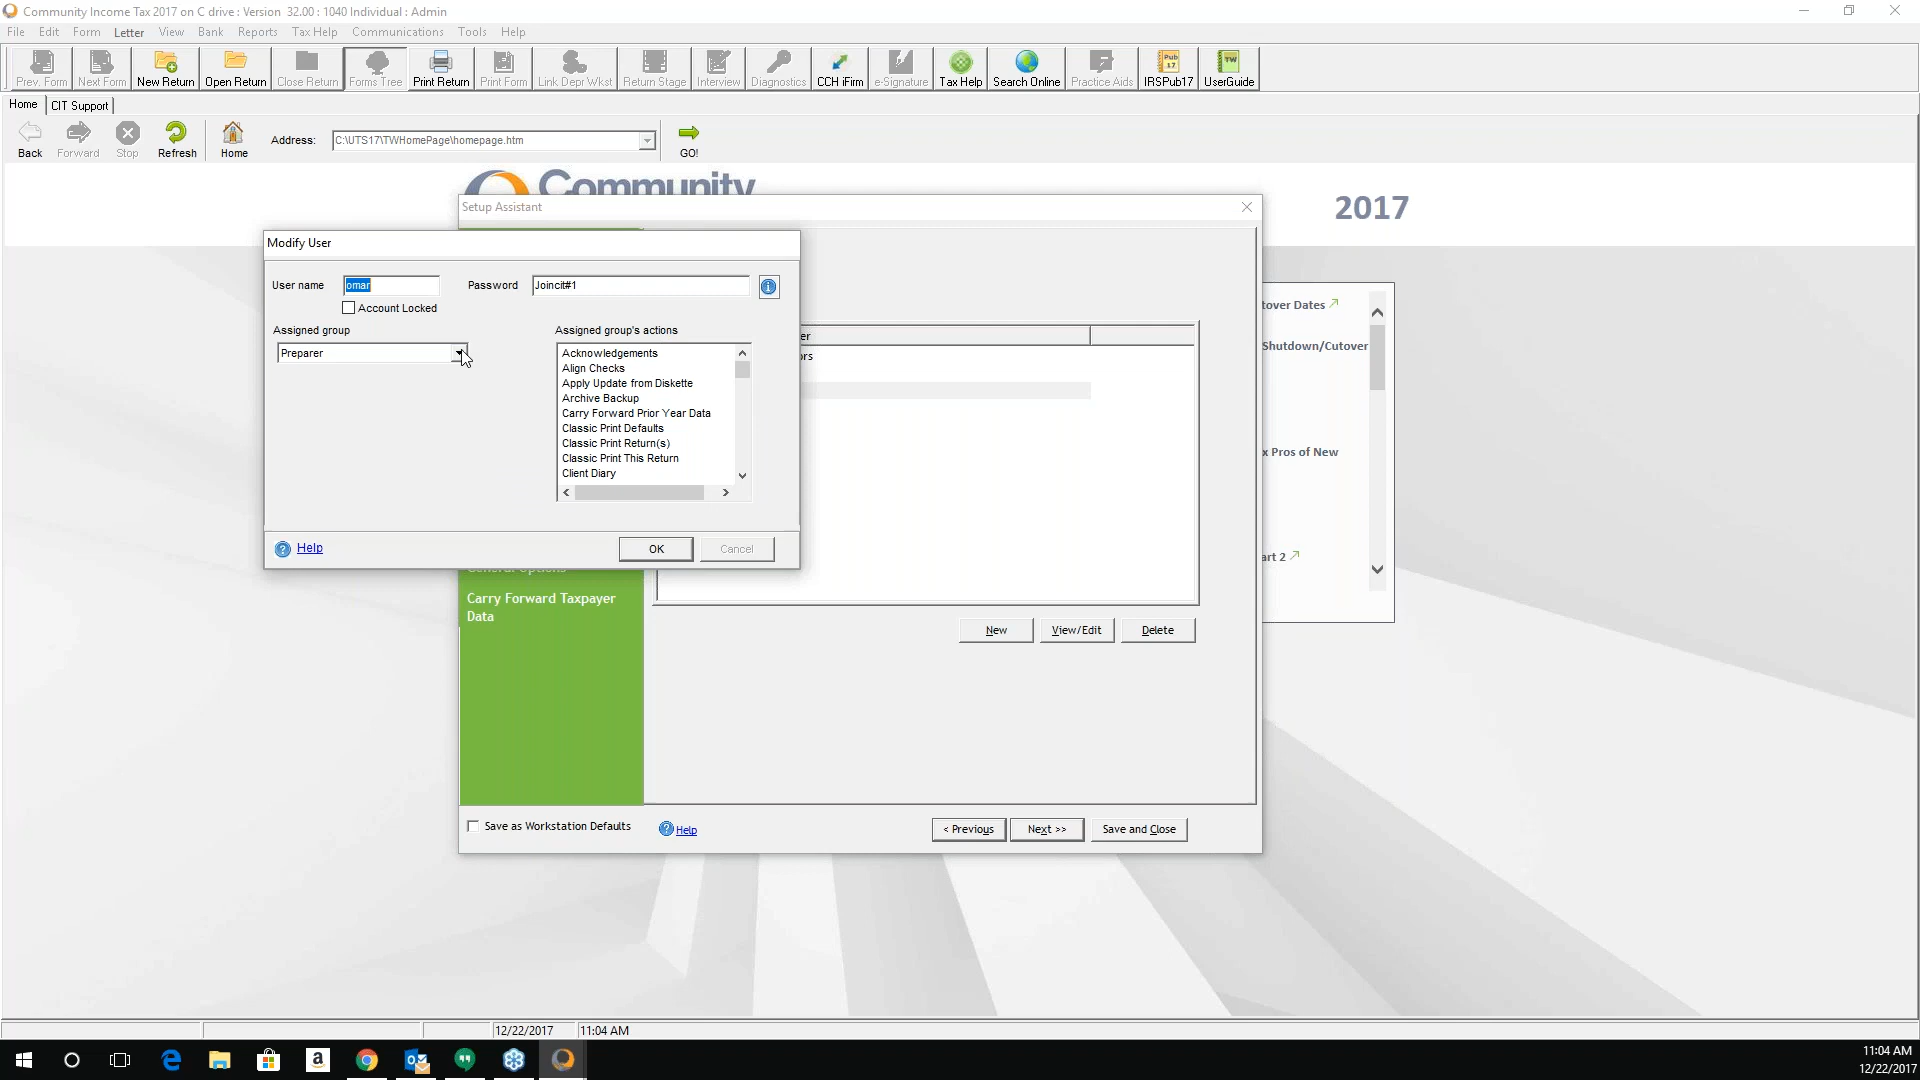 Community Income Tax 2017 on C drive : Version 32.00 : 1040 Individual : Admin
File Edit Form Letter View Bank Reports Tax Help Communications Tools Help
Prev. Form Next Form New Return Open Return Close Return Forms Tree Print Return Print Form Link Depr Wkst Return Stage Interview Diagnostics CCH iFirm e-Signature Tax Help Search Online Practice Aids IRSPub17 UserGuide
Home CIT Support
Back Forward Stop Refresh Home Address: C:\UTS17\TWHomePage\homepage.htm GO!
Community
2017
Setup Assistant
Modify User
User name omar Password Joincit#1
Account Locked
Assigned group
Preparer
Assigned group's actions
Acknowledgements
Align Checks
Apply Update from Diskette
Archive Backup
Carry Forward Prior Year Data
Classic Print Defaults
Classic Print Return(s)
Classic Print This Return
Client Diary
Help OK Cancel
er
ors
tover Dates
Shutdown/Cutover
x Pros of New
art 2
General Options
Carry Forward Taxpayer
Data
New View/Edit Delete
Save as Workstation Defaults Help < Previous Next >> Save and Close
12/22/2017 11:04 AM
11:04 AM
12/22/2017